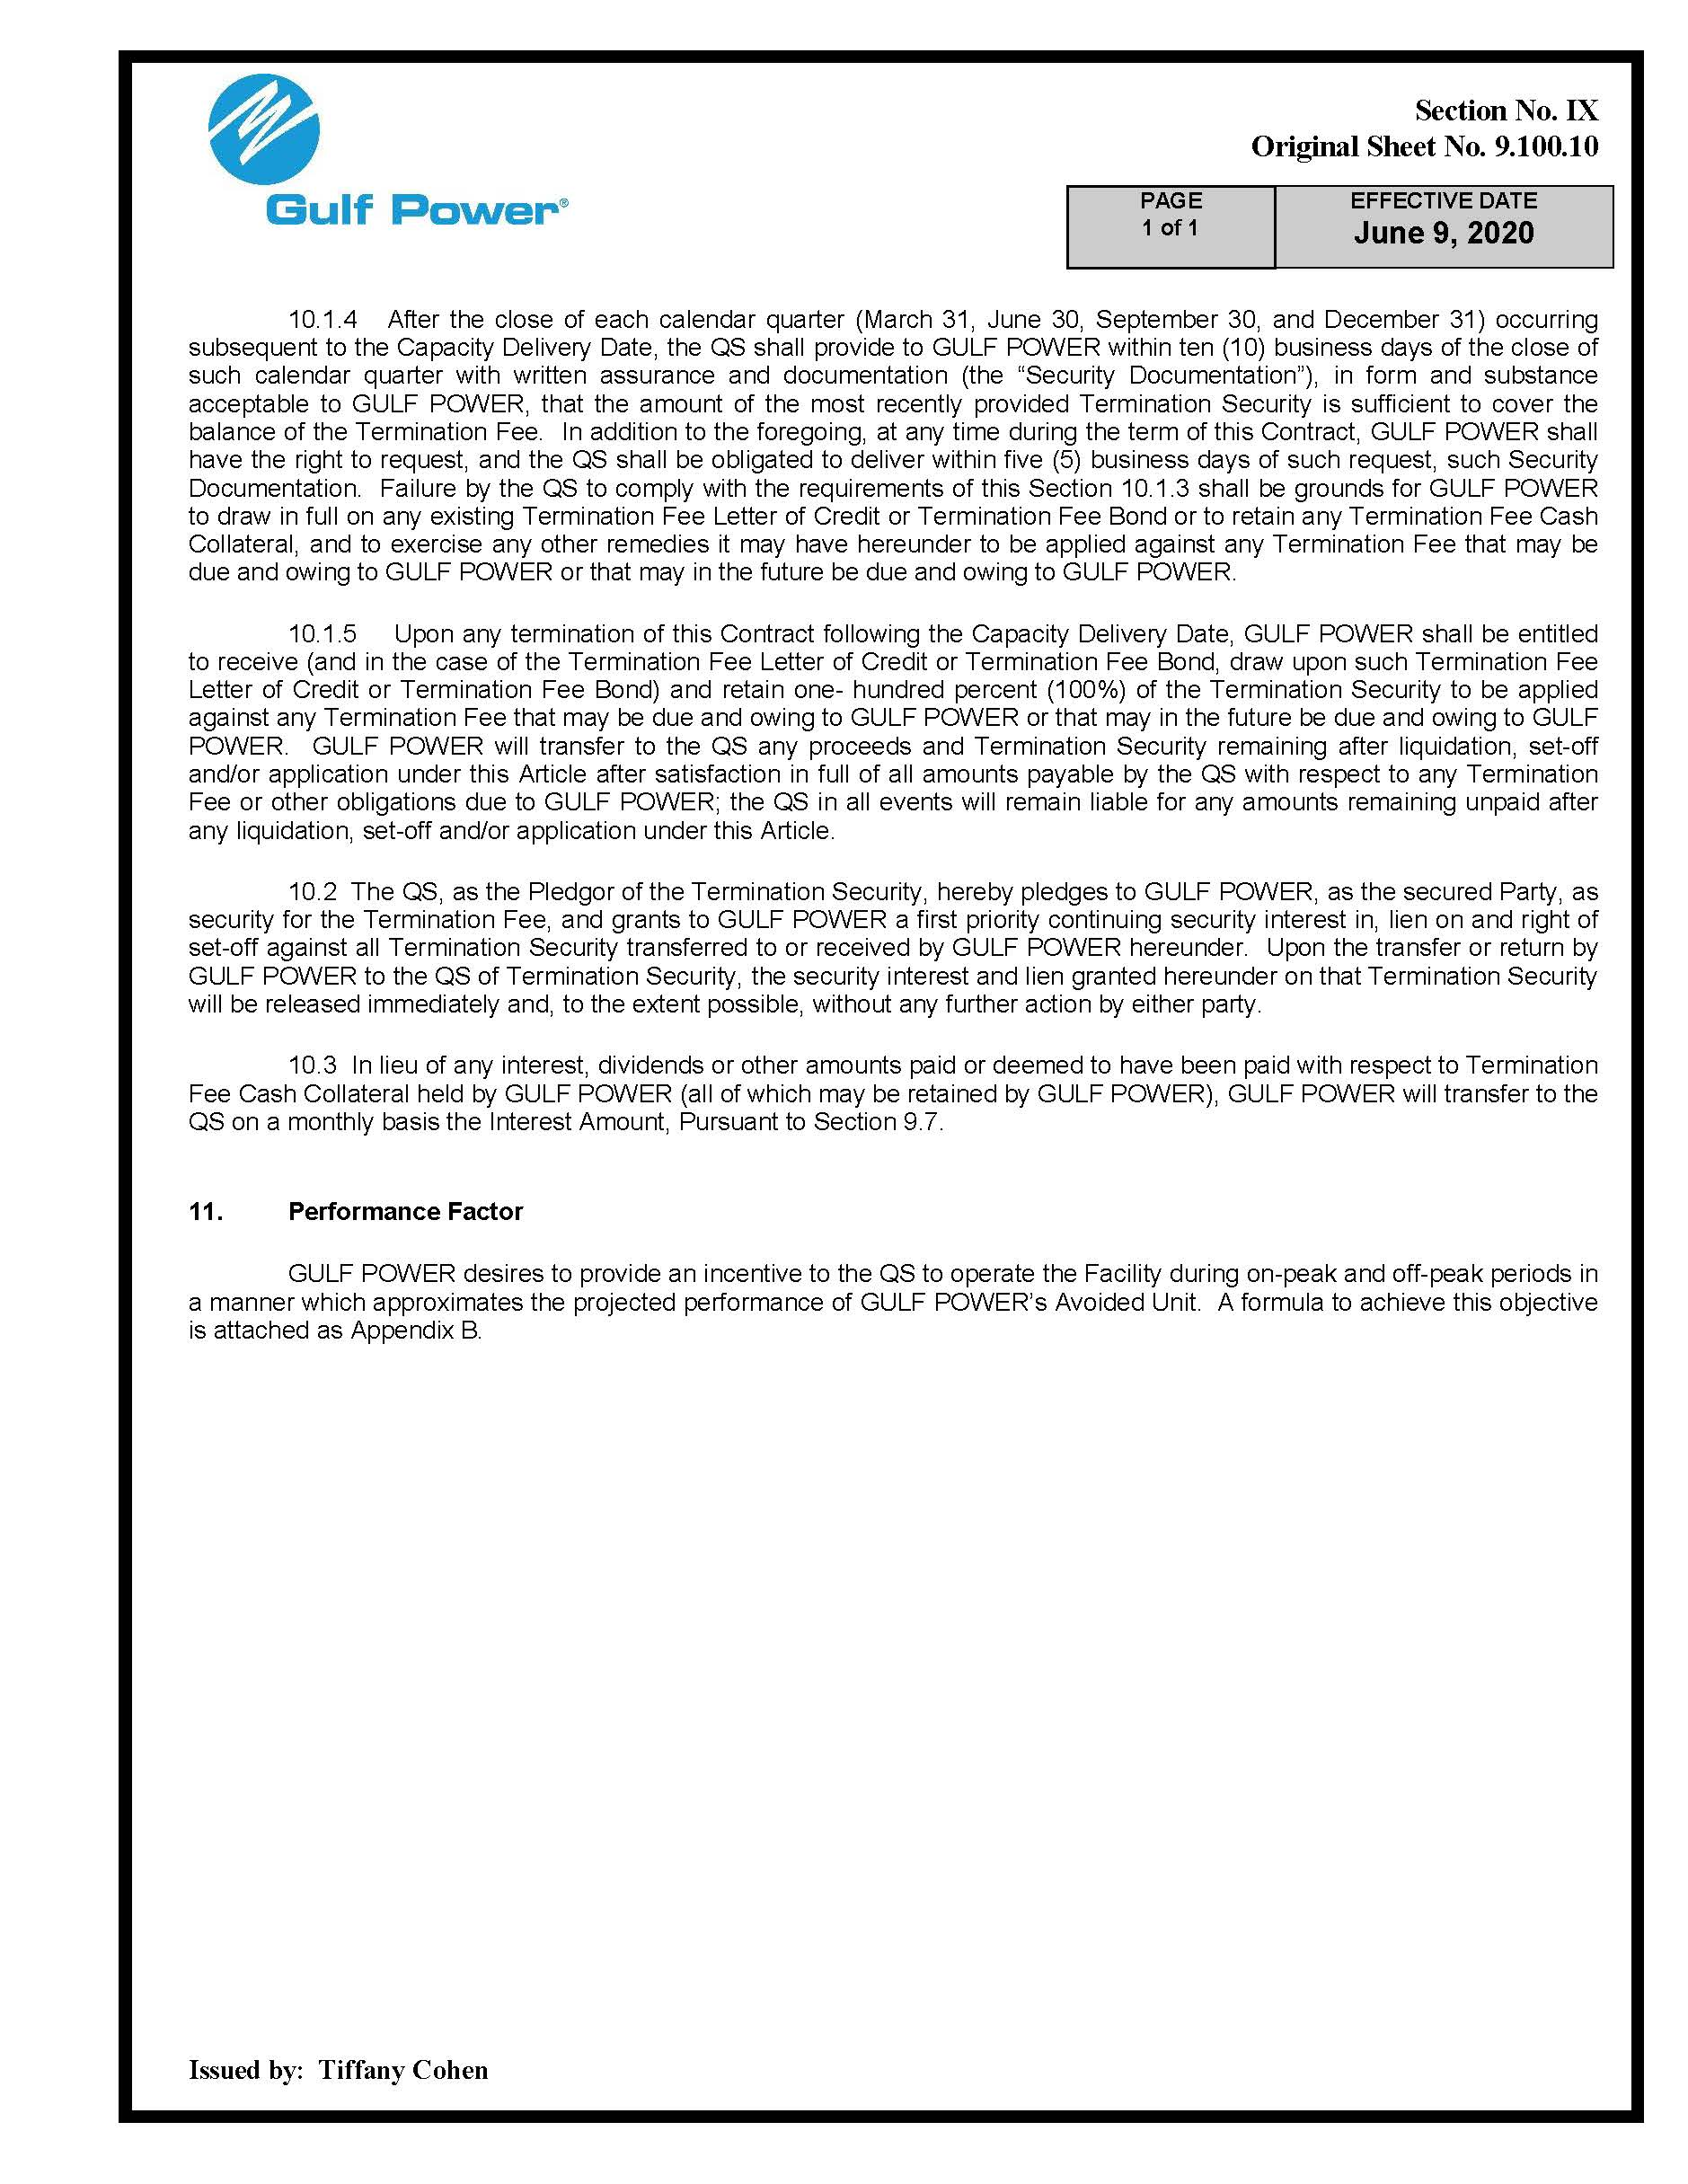 Gulf Power®
Section No. IX
Original Sheet No. 9.100.10
PAGE
1 of 1
EFFECTIVE DATE
June 9, 2020
10.1.4 After the close of each calendar quarter (March 31, June 30, September 30, and December 31) occurring
subsequent to the Capacity Delivery Date, the QS shall provide to GULF POWER within ten (10) business days of the close of
such calendar quarter with written assurance and documentation (the “Security Documentation”), in form and substance
acceptable to GULF POWER, that the amount of the most recently provided Termination Security is sufficient to cover the
balance of the Termination Fee. In addition to the foregoing, at any time during the term of this Contract, GULF POWER shall
have the right to request, and the QS shall be obligated to deliver within five (5) business days of such request, such Security
Documentation. Failure by the QS to comply with the requirements of this Section 10.1.3 shall be grounds for GULF POWER
to draw in full on any existing Termination Fee Letter of Credit or Termination Fee Bond or to retain any Termination Fee Cash
Collateral, and to exercise any other remedies it may have hereunder to be applied against any Termination Fee that may be
due and owing to GULF POWER or that may in the future be due and owing to GULF POWER.
10.1.5 Upon any termination of this Contract following the Capacity Delivery Date, GULF POWER shall be entitled
to receive (and in the case of the Termination Fee Letter of Credit or Termination Fee Bond, draw upon such Termination Fee
Letter of Credit or Termination Fee Bond) and retain one- hundred percent (100%) of the Termination Security to be applied
against any Termination Fee that may be due and owing to GULF POWER or that may in the future be due and owing to GULF
POWER. GULF POWER will transfer to the QS any proceeds and Termination Security remaining after liquidation, set-off
and/or application under this Article after satisfaction in full of all amounts payable by the QS with respect to any Termination
Fee or other obligations due to GULF POWER; the QS in all events will remain liable for any amounts remaining unpaid after
any liquidation, set-off and/or application under this Article.
10.2 The QS, as the Pledgor of the Termination Security, hereby pledges to GULF POWER, as the secured Party, as
security for the Termination Fee, and grants to GULF POWER a first priority continuing security interest in, lien on and right of
set-off against all Termination Security transferred to or received by GULF POWER hereunder. Upon the transfer or return by
GULF POWER to the QS of Termination Security, the security interest and lien granted hereunder on that Termination Security
will be released immediately and, to the extent possible, without any further action by either party.
10.3 In lieu of any interest, dividends or other amounts paid or deemed to have been paid with respect to Termination
Fee Cash Collateral held by GULF POWER (all of which may be retained by GULF POWER), GULF POWER will transfer to the
QS on a monthly basis the Interest Amount, Pursuant to Section 9.7.
11. Performance Factor
GULF POWER desires to provide an incentive to the QS to operate the Facility during on-peak and off-peak periods in
a manner which approximates the projected performance of GULF POWER’s Avoided Unit. A formula to achieve this objective
is attached as Appendix B.
Issued by: Tiffany Cohen